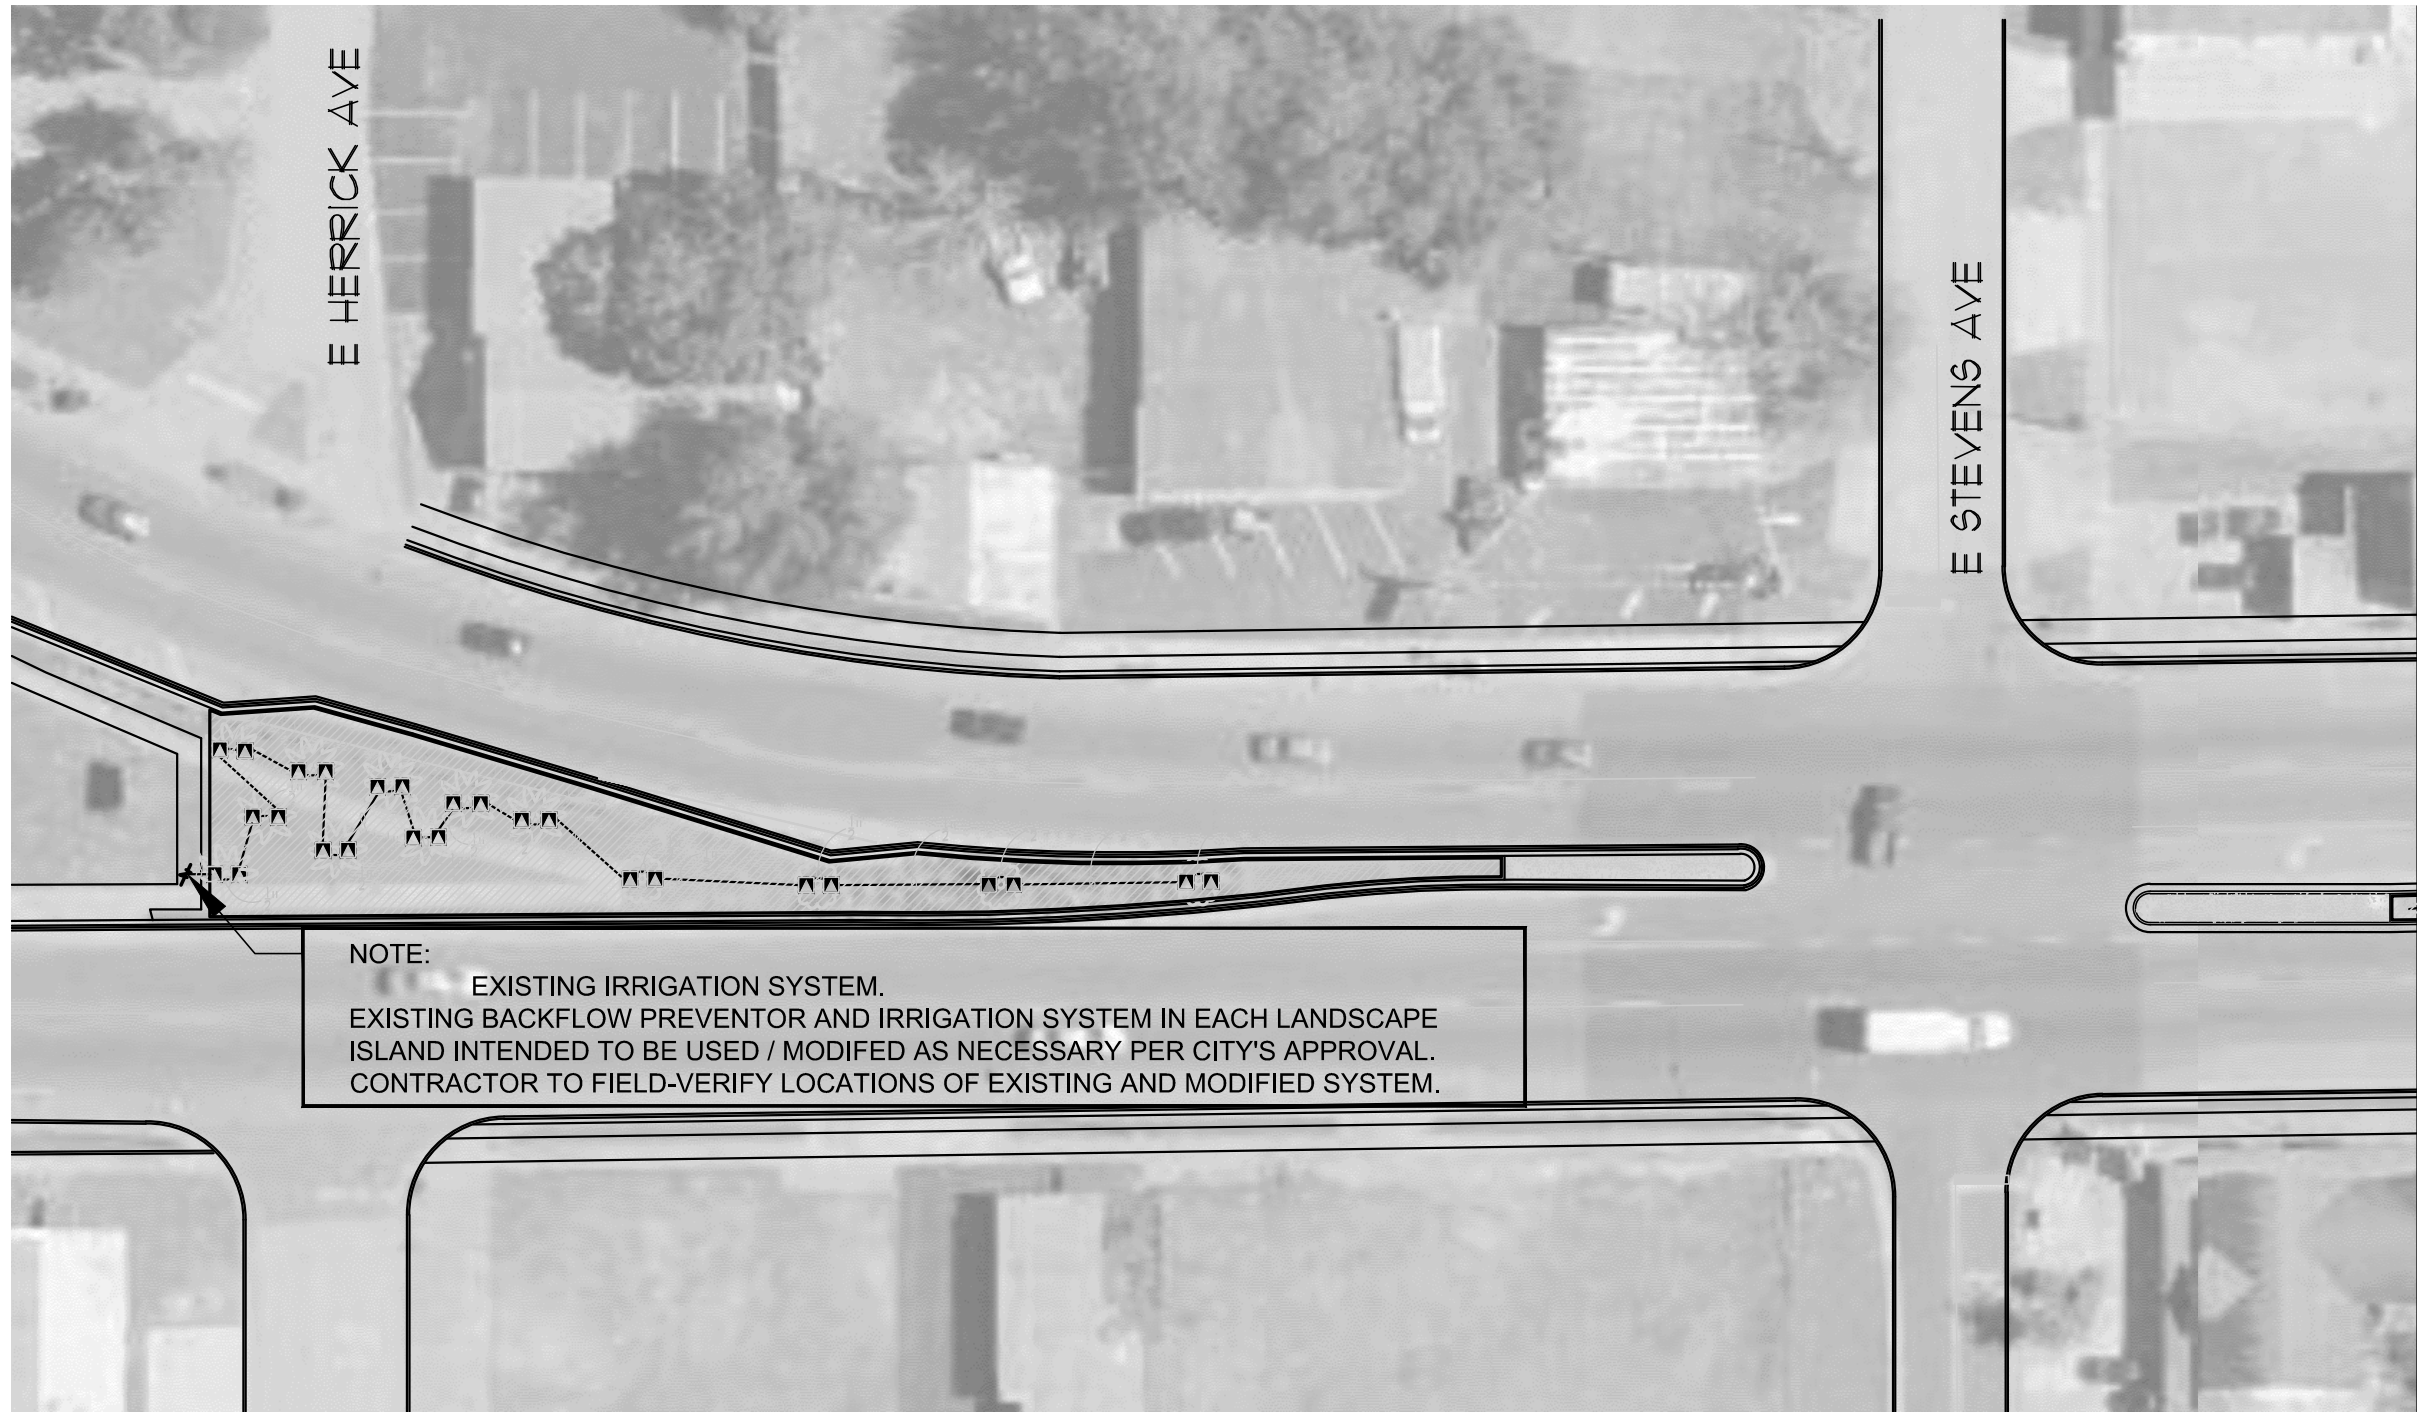 E HERRICK AVE
E STEVENS AVE
NOTE:
EXISTING IRRIGATION SYSTEM.
EXISTING BACKFLOW PREVENTOR AND IRRIGATION SYSTEM IN EACH LANDSCAPE
ISLAND INTENDED TO BE USED / MODIFED AS NECESSARY PER CITY'S APPROVAL.
CONTRACTOR TO FIELD-VERIFY LOCATIONS OF EXISTING AND MODIFIED SYSTEM.